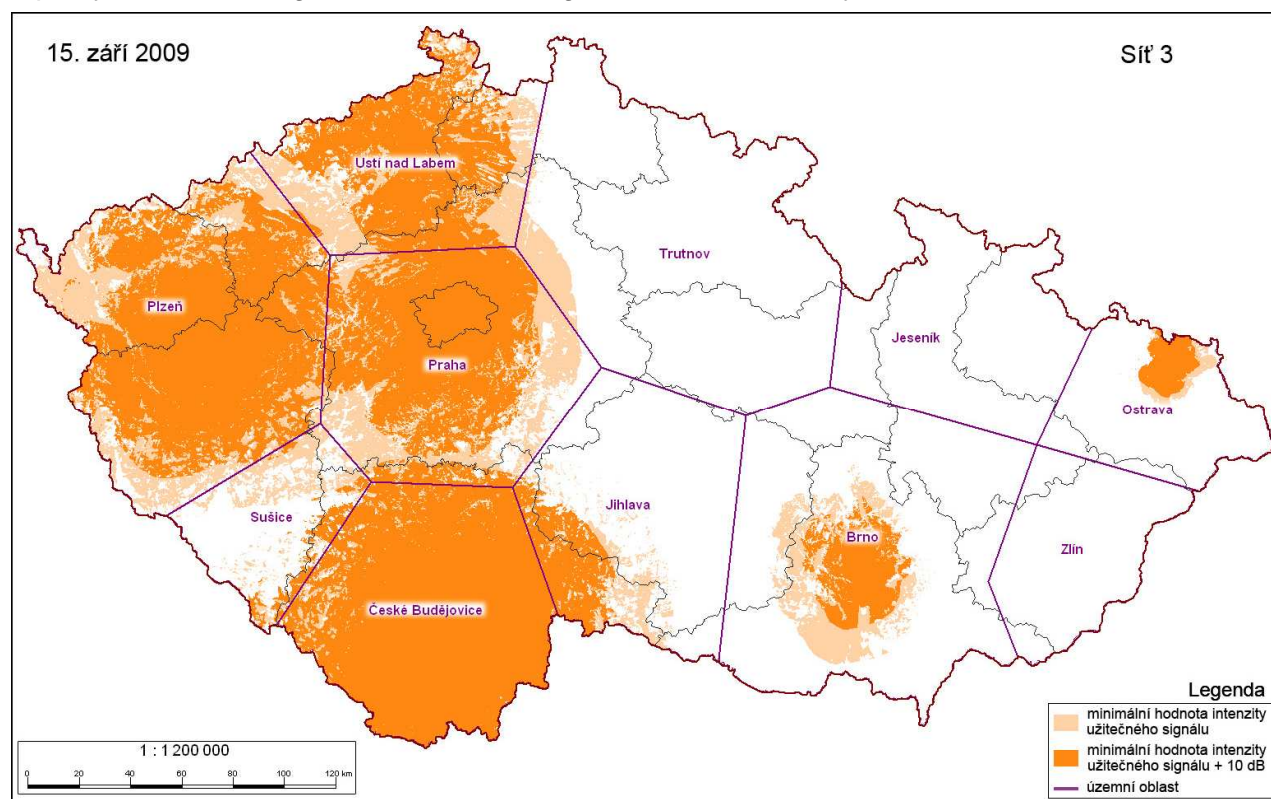 15. září 2009
Síť 3
Ústí nad Labem
Trutnov
Plzeň
Jeseník
Praha
Ostrava
Sušice
Jihlava
Brno
Zlín
České Budějovice
Legenda
minimální hodnota intenzity
užitečného signálu
minimální hodnota intenzity
užitečného signálu + 10 dB
územní oblast
1 : 1 200 000
0 20 40 60 80 100 120 km